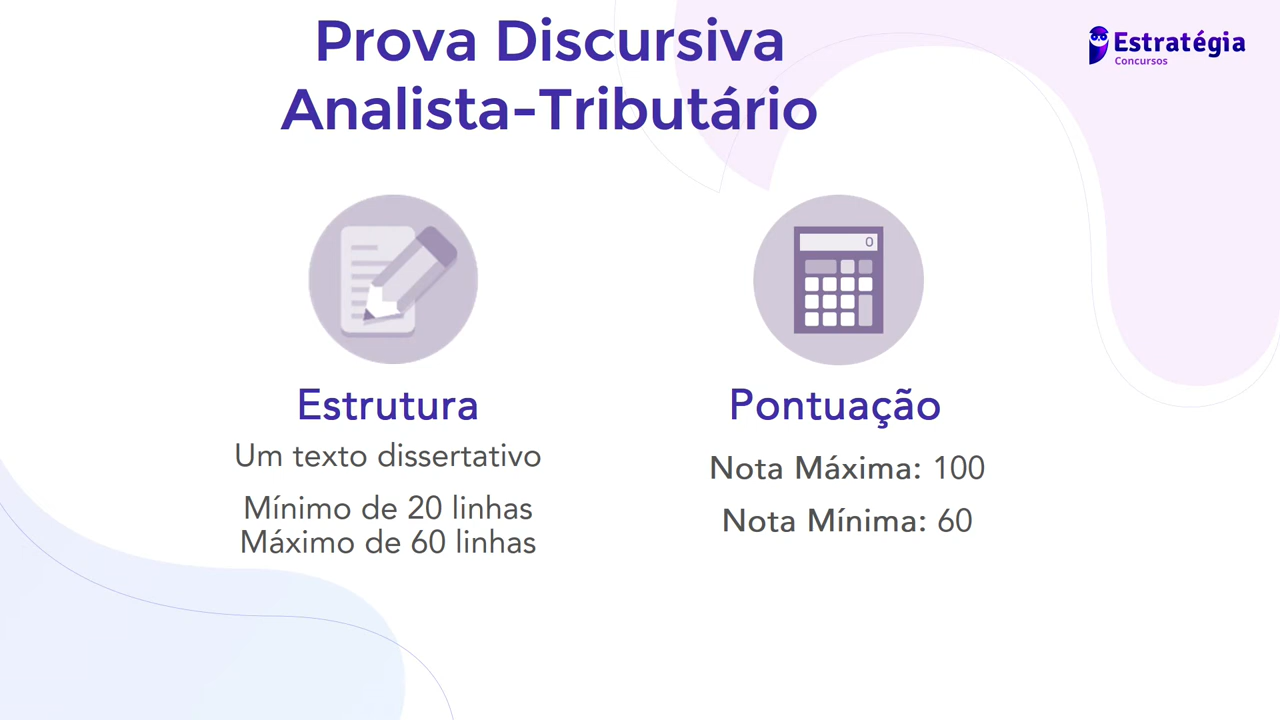 Prova Discursiva
Analista-Tributário
Estratégia
Concursos
0
Estrutura
Um texto dissertativo
Mínimo de 20 linhas
Máximo de 60 linhas
Pontuação
Nota Máxima: 100
Nota Mínima: 60